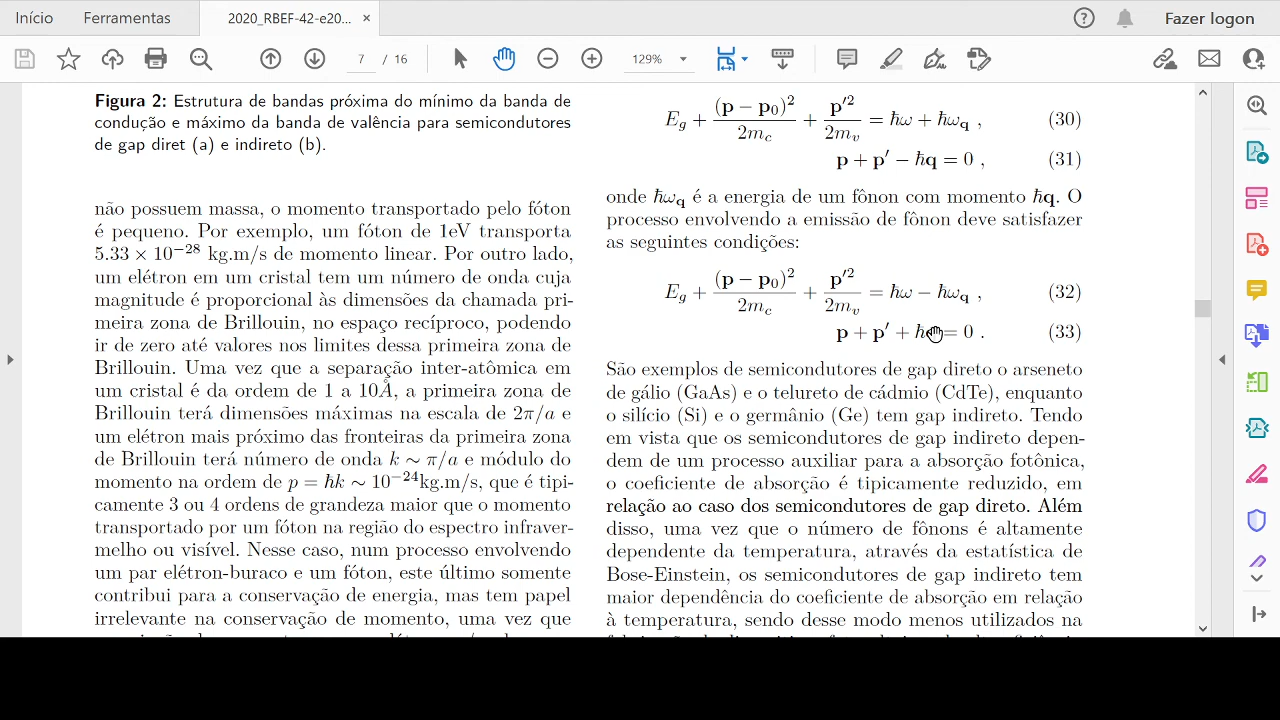 Início
Ferramentas
2020_RBEF-42-e20... ×
Fazer logon
7 / 16
129%
Figura 2: Estrutura de bandas próxima do mínimo da banda de
condução e máximo da banda de valência para semicondutores
de gap diret (a) e indireto (b).
não possuem massa, o momento transportado pelo fóton
é pequeno. Por exemplo, um fóton de 1eV transporta
5.33 × 10⁻²⁸ kg.m/s de momento linear. Por outro lado,
um elétron em um cristal tem um número de onda cuja
magnitude é proporcional às dimensões da chamada pri-
meira zona de Brillouin, no espaço recíproco, podendo
ir de zero até valores nos limites dessa primeira zona de
Brillouin. Uma vez que a separação inter-atômica em
um cristal é da ordem de 1 a 10Å, a primeira zona de
Brillouin terá dimensões máximas na escala de 2π/a e
um elétron mais próximo das fronteiras da primeira zona
de Brillouin terá número de onda k ∼ π/a e módulo do
momento na ordem de p = ħk ∼ 10⁻²⁴kg.m/s, que é tipi-
camente 3 ou 4 ordens de grandeza maior que o momento
transportado por um fóton na região do espectro infraver-
melho ou visível. Nesse caso, num processo envolvendo
um par elétron-buraco e um fóton, este último somente
contribui para a conservação de energia, mas tem papel
irrelevante na conservação de momento, uma vez que
E_g + (p − p₀)²/2m_c + p′²/2m_v = ħω + ħω_q , (30)
p + p′ − ħq = 0 , (31)
onde ħω_q é a energia de um fônon com momento ħq. O
processo envolvendo a emissão de fônon deve satisfazer
as seguintes condições:
E_g + (p − p₀)²/2m_c + p′²/2m_v = ħω − ħω_q , (32)
p + p′ + ħ = 0 . (33)
São exemplos de semicondutores de gap direto o arseneto
de gálio (GaAs) e o telureto de cádmio (CdTe), enquanto
o silício (Si) e o germânio (Ge) tem gap indireto. Tendo
em vista que os semicondutores de gap indireto depen-
dem de um processo auxiliar para a absorção fotônica,
o coeficiente de absorção é tipicamente reduzido, em
relação ao caso dos semicondutores de gap direto. Além
disso, uma vez que o número de fônons é altamente
dependente da temperatura, através da estatística de
Bose-Einstein, os semicondutores de gap indireto tem
maior dependência do coeficiente de absorção em relação
à temperatura, sendo desse modo menos utilizados na